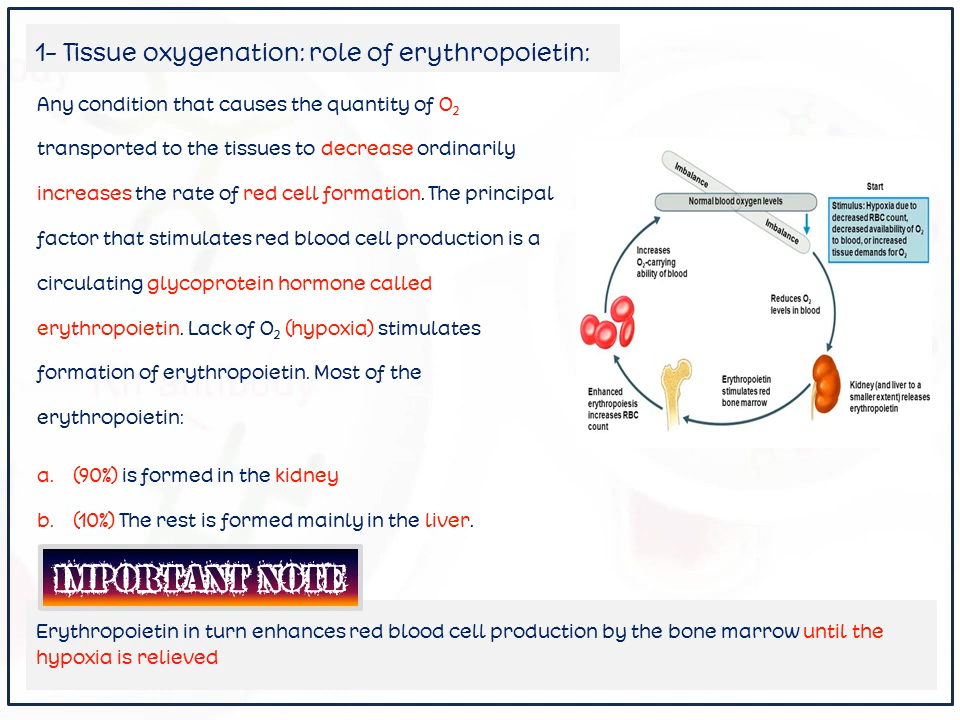 1- Tissue oxygenation: role of erythropoietin:
Any condition that causes the quantity of O₂
transported to the tissues to decrease ordinarily
increases the rate of red cell formation. The principal
factor that stimulates red blood cell production is a
circulating glycoprotein hormone called
erythropoietin. Lack of O₂ (hypoxia) stimulates
formation of erythropoietin. Most of the
erythropoietin:
a. (90%) is formed in the kidney
b. (10%) The rest is formed mainly in the liver.
Imbalance
Normal blood oxygen levels
Imbalance
Start
Stimulus: Hypoxia due to
decreased RBC count,
decreased availability of O₂
to blood, or increased
tissue demands for O₂
Reduces O₂
levels in blood
Kidney (and liver to a
smaller extent) releases
erythropoietin
Erythropoietin
stimulates red
bone marrow
Enhanced
erythropoiesis
increases RBC
count
Increases
O₂-carrying
ability of blood
IMPORTANT NOTE
Erythropoietin in turn enhances red blood cell production by the bone marrow until the
hypoxia is relieved